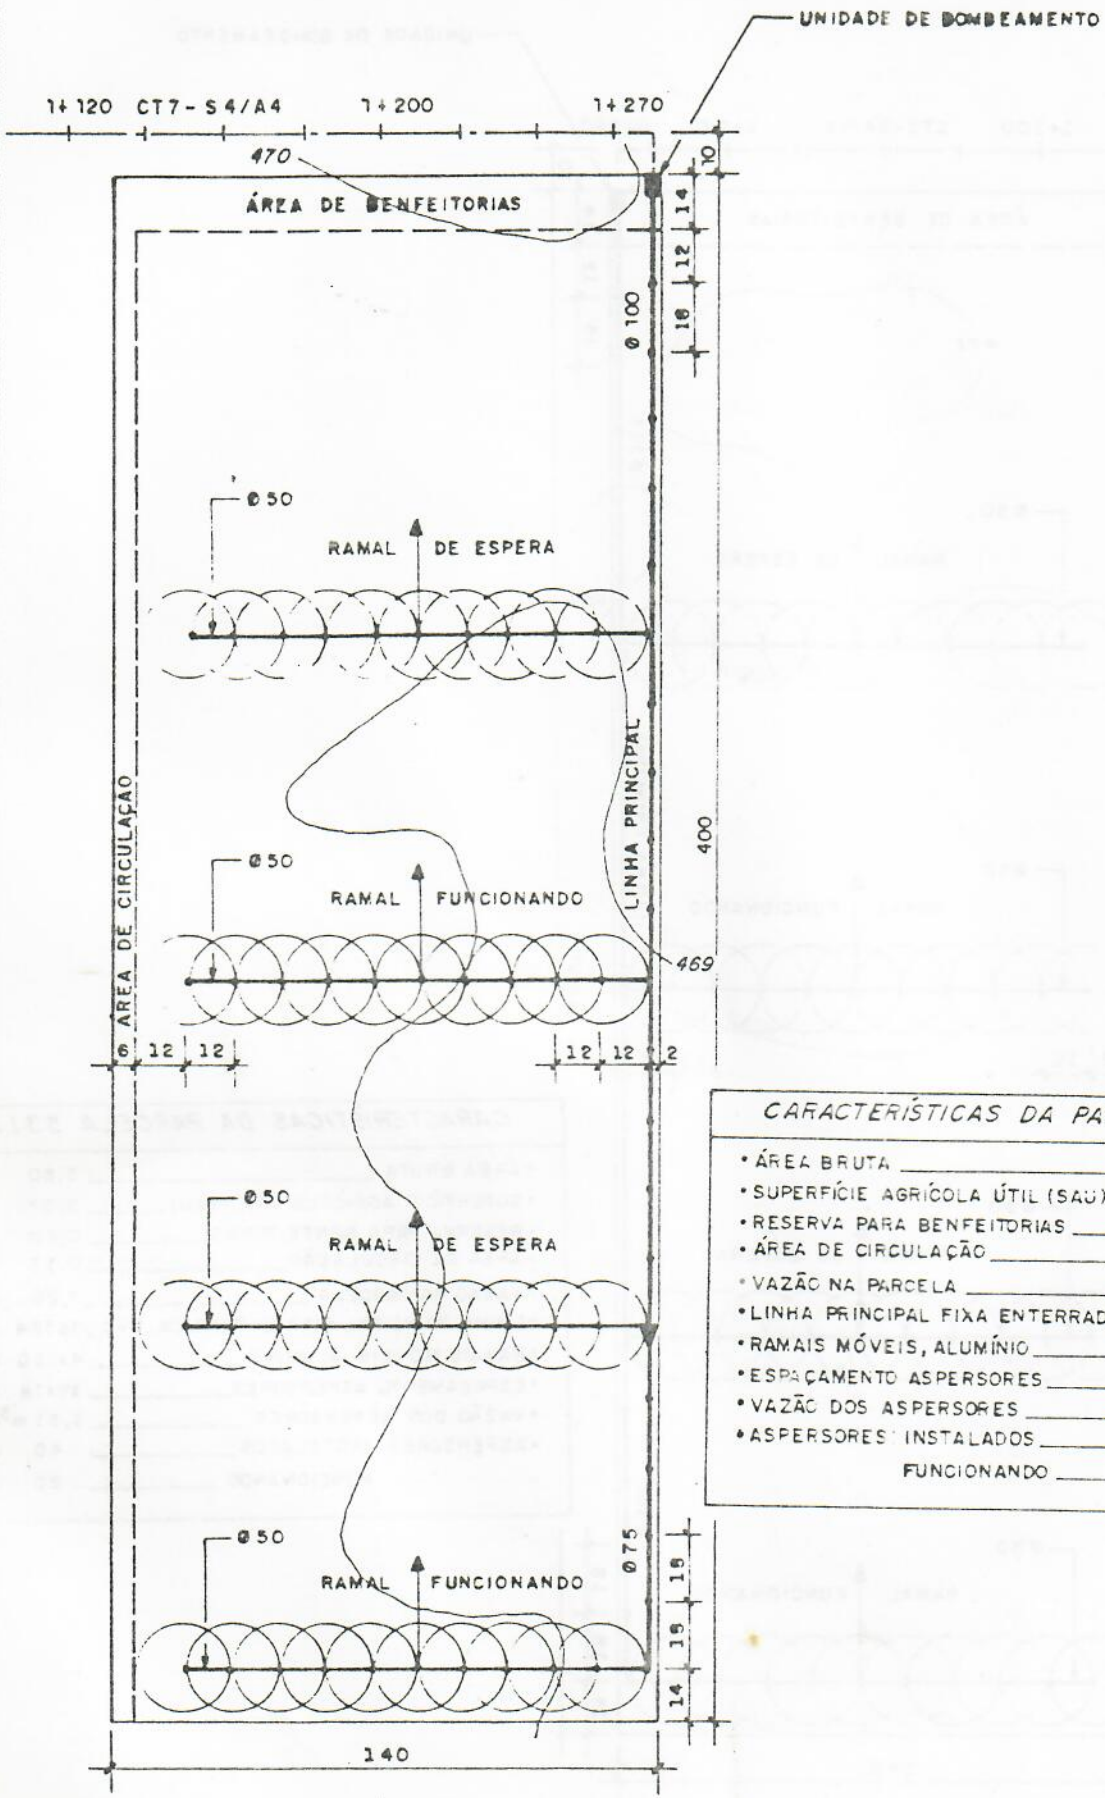 UNIDADE DE BOMBEAMENTO
1+120 CT7-S4/A4 1+200 1+270
470
10
ÁREA DE BENFEITORIAS
14
12
Ø 100
18
Ø 50
RAMAL DE ESPERA
ÁREA DE CIRCULAÇÃO
LINHA PRINCIPAL
400
Ø 50
RAMAL FUNCIONANDO
469
6 12 12 12 12 2
CARACTERÍSTICAS DA PA
• ÁREA BRUTA
• SUPERFÍCIE AGRÍCOLA ÚTIL (SAU)
• RESERVA PARA BENFEITORIAS
• ÁREA DE CIRCULAÇÃO
• VAZÃO NA PARCELA
• LINHA PRINCIPAL FIXA ENTERRAD
• RAMAIS MÓVEIS, ALUMÍNIO
• ESPAÇAMENTO ASPERSORES
• VAZÃO DOS ASPERSORES
• ASPERSORES INSTALADOS
FUNCIONANDO
Ø 50
RAMAL DE ESPERA
Ø 50
RAMAL FUNCIONANDO
Ø 75
18
18
14
140